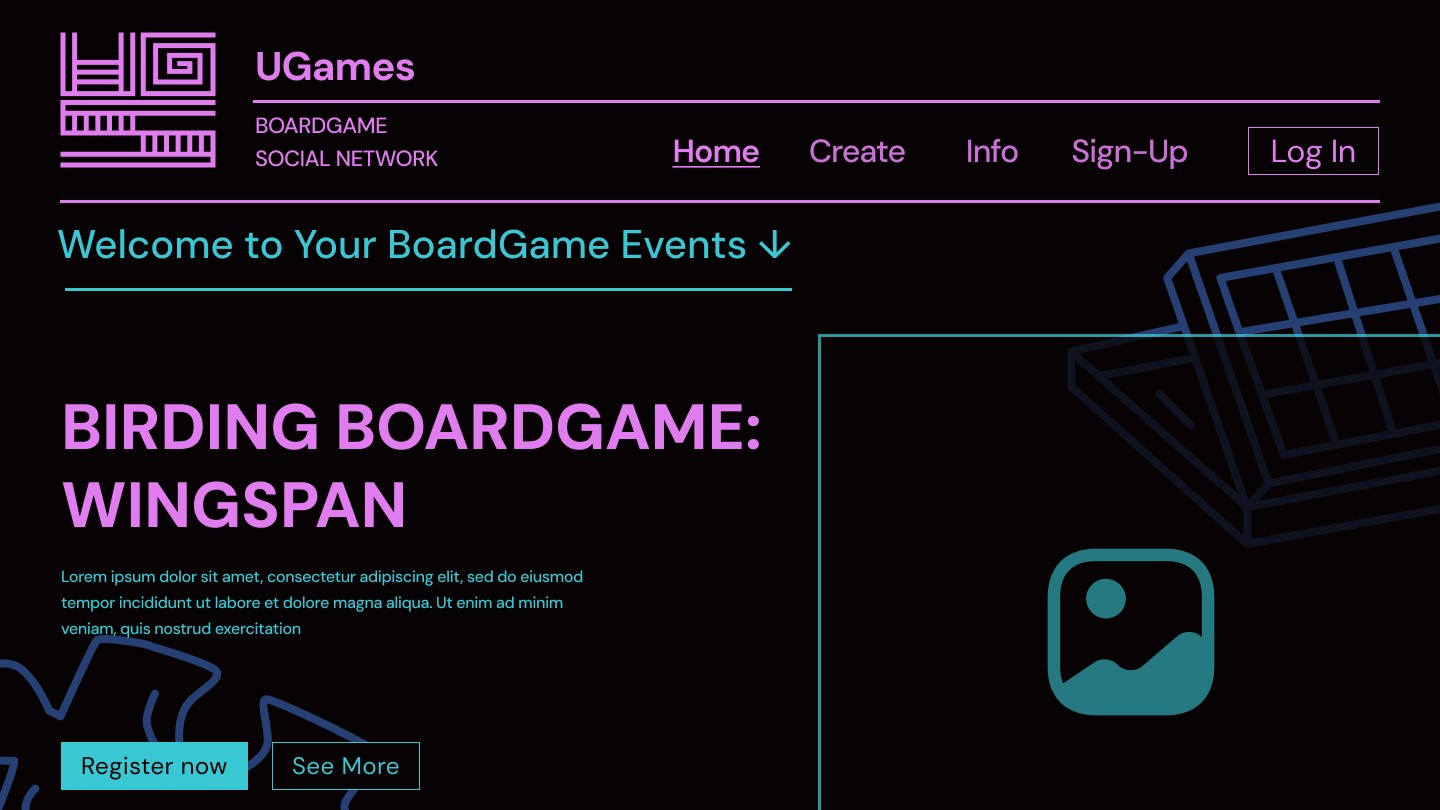 UGames
BOARDGAME
SOCIAL NETWORK
Home Create Info Sign-Up Log In
Welcome to Your BoardGame Events ↓
BIRDING BOARDGAME:
WINGSPAN
Lorem ipsum dolor sit amet, consectetur adipiscing elit, sed do eiusmod
tempor incididunt ut labore et dolore magna aliqua. Ut enim ad minim
veniam, quis nostrud exercitation
Register now See More